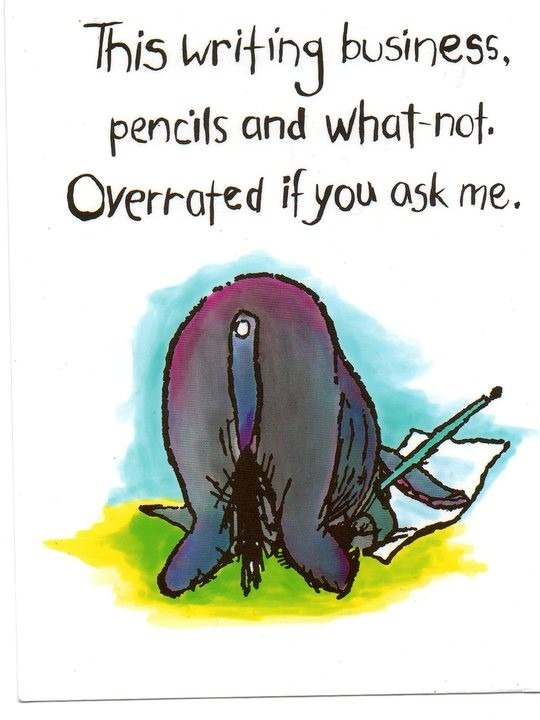 This writing business,
pencils and what-not.
Overrated if you ask me.